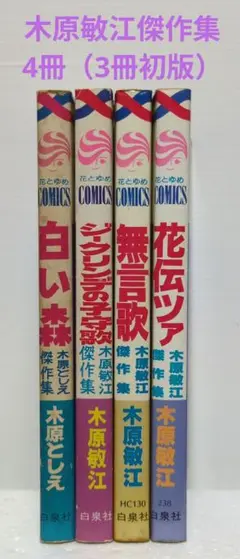 木原敏江傑作集
4冊（3冊初版）
花とゆめ
COMICS
白い森
木原としえ
傑作集
木原としえ
白泉社
花とゆめ
COMICS
ジンクリンデの子守歌
木原敏江
傑作集
木原敏江
白泉社
花とゆめ
COMICS
無言歌
木原敏江
傑作集
木原敏江
HC130
白泉社
花とゆめ
COMICS
花伝ツァ
木原敏江
傑作集
木原敏江
238
白泉社